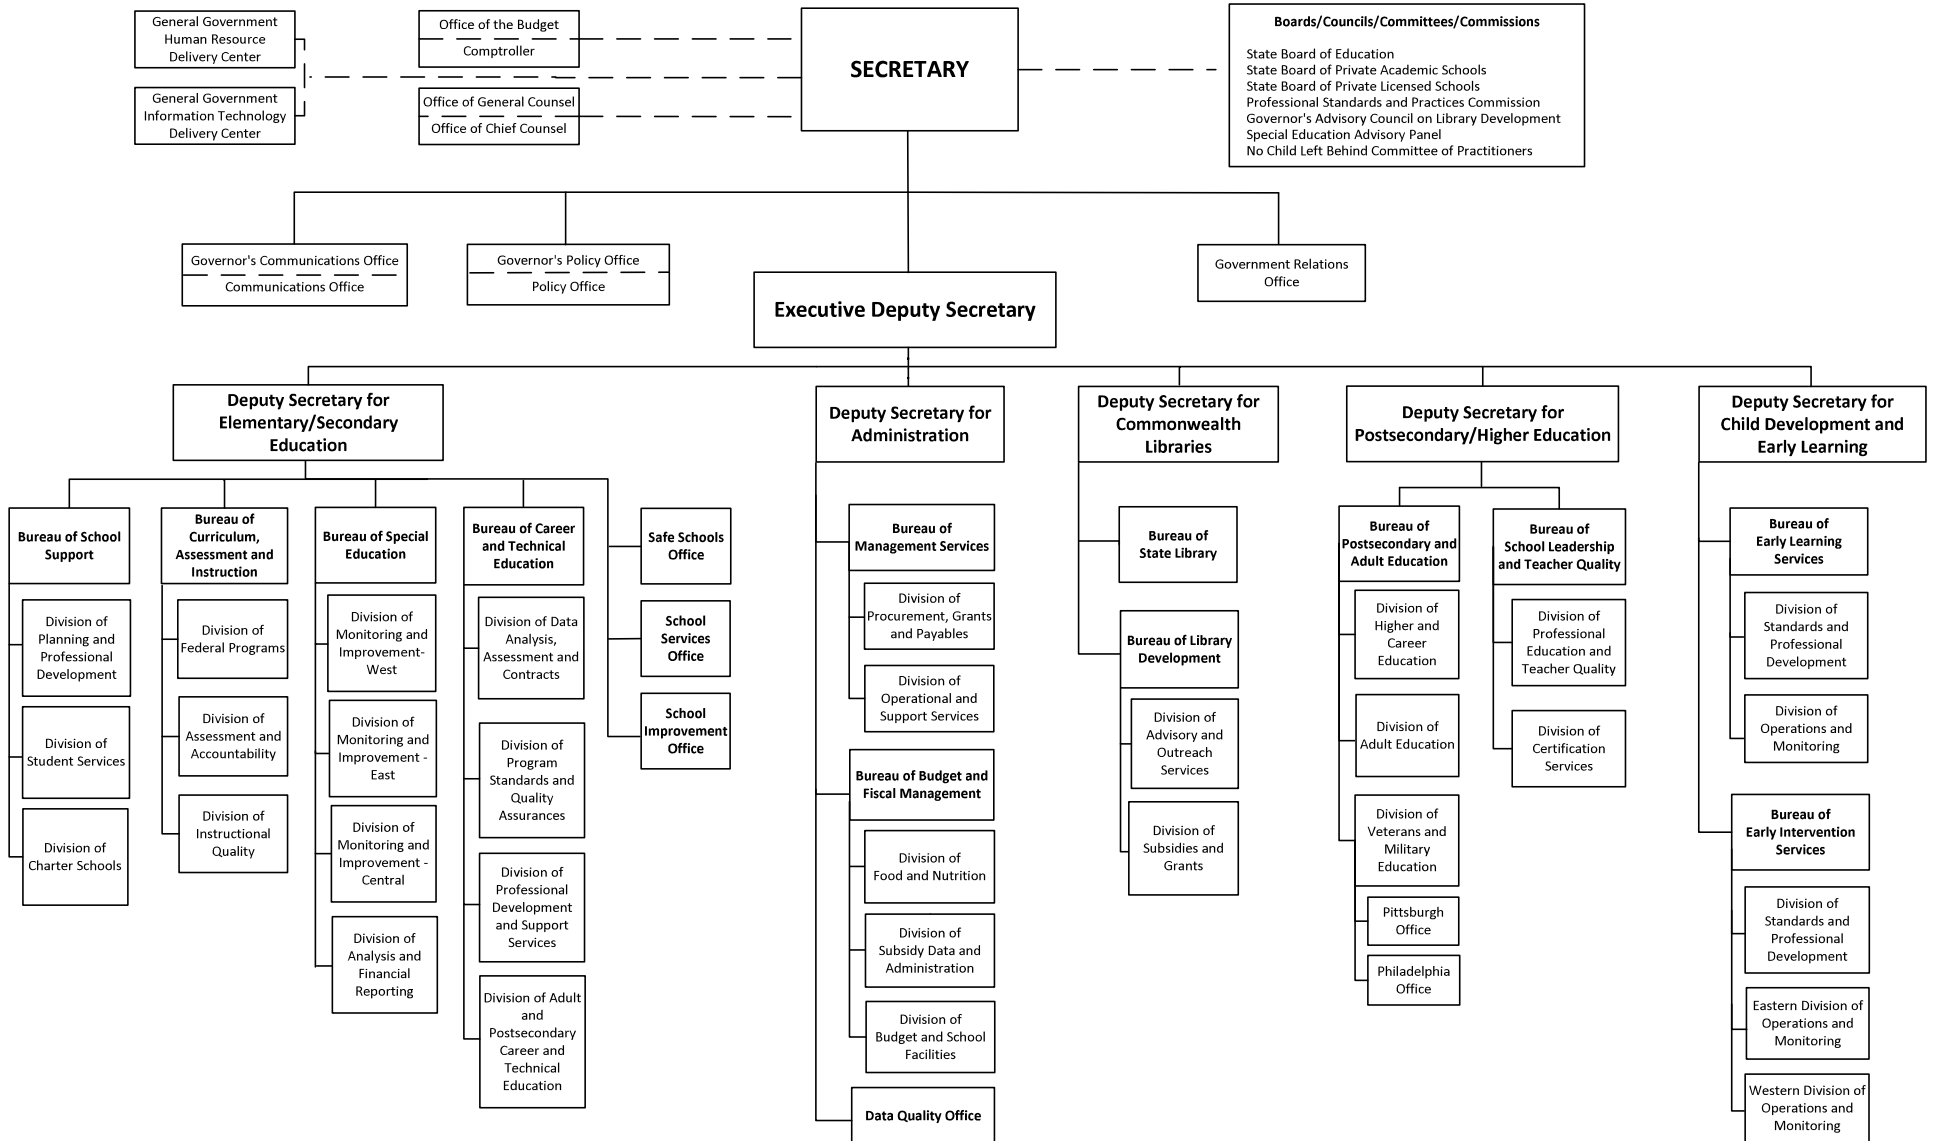 General Government
Human Resource
Delivery Center
Office of the Budget
Comptroller
General Government
Information Technology
Delivery Center
Office of General Counsel
Office of Chief Counsel
SECRETARY
Boards/Councils/Committees/Commissions
State Board of Education
State Board of Private Academic Schools
State Board of Private Licensed Schools
Professional Standards and Practices Commission
Governor's Advisory Council on Library Development
Special Education Advisory Panel
No Child Left Behind Committee of Practitioners
Governor's Communications Office
Communications Office
Governor's Policy Office
Policy Office
Government Relations
Office
Executive Deputy Secretary
Deputy Secretary for
Elementary/Secondary
Education
Deputy Secretary for
Administration
Deputy Secretary for
Commonwealth
Libraries
Deputy Secretary for
Postsecondary/Higher Education
Deputy Secretary for
Child Development and
Early Learning
Bureau of School
Support
Division of
Planning and
Professional
Development
Division of
Student Services
Division of
Charter Schools
Bureau of
Curriculum,
Assessment and
Instruction
Division of
Federal Programs
Division of
Assessment and
Accountability
Division of
Instructional
Quality
Bureau of Special
Education
Division of
Monitoring and
Improvement-
West
Division of
Monitoring and
Improvement -
East
Division of
Monitoring and
Improvement -
Central
Division of
Analysis and
Financial
Reporting
Bureau of Career
and Technical
Education
Division of Data
Analysis,
Assessment and
Contracts
Division of
Program
Standards and
Quality
Assurances
Division of
Professional
Development
and Support
Services
Division of Adult
and
Postsecondary
Career and
Technical
Education
Safe Schools
Office
School
Services
Office
School
Improvement
Office
Bureau of
Management Services
Division of
Procurement, Grants
and Payables
Division of
Operational and
Support Services
Bureau of Budget and
Fiscal Management
Division of
Food and Nutrition
Division of
Subsidy Data and
Administration
Division of
Budget and School
Facilities
Data Quality Office
Bureau of
State Library
Bureau of Library
Development
Division of
Advisory and
Outreach
Services
Division of
Subsidies and
Grants
Bureau of
Postsecondary and
Adult Education
Division of
Higher and
Career
Education
Division of
Adult Education
Division of
Veterans and
Military
Education
Pittsburgh
Office
Philadelphia
Office
Bureau of
School Leadership
and Teacher Quality
Division of
Professional
Education and
Teacher Quality
Division of
Certification
Services
Bureau of
Early Learning
Services
Division of
Standards and
Professional
Development
Division of
Operations and
Monitoring
Bureau of
Early Intervention
Services
Division of
Standards and
Professional
Development
Eastern Division of
Operations and
Monitoring
Western Division of
Operations and
Monitoring